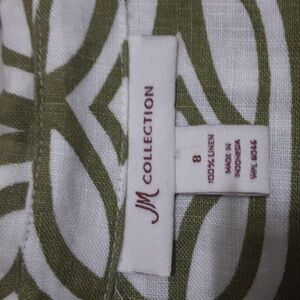 JM COLLECTION
8
100% LINEN
MADE IN
INDONESIA
WPL 8046